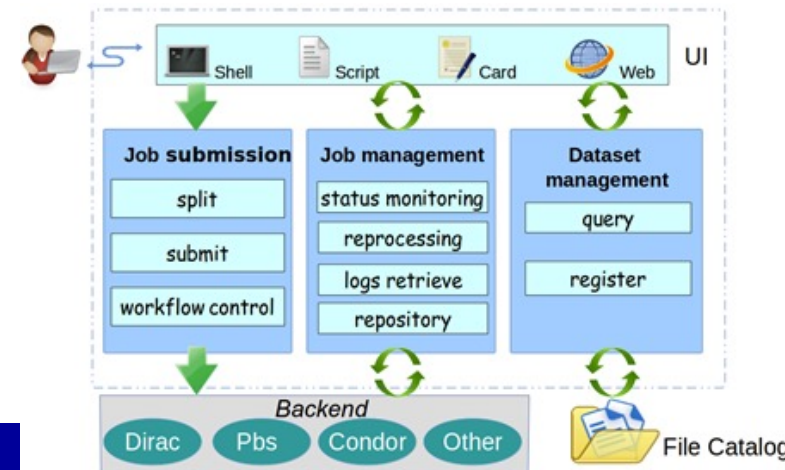 UI
Shell
Script
Card
Web
Job submission
split
submit
workflow control
Job management
status monitoring
reprocessing
logs retrieve
repository
Dataset
management
query
register
Backend
Dirac
Pbs
Condor
Other
File Catalog